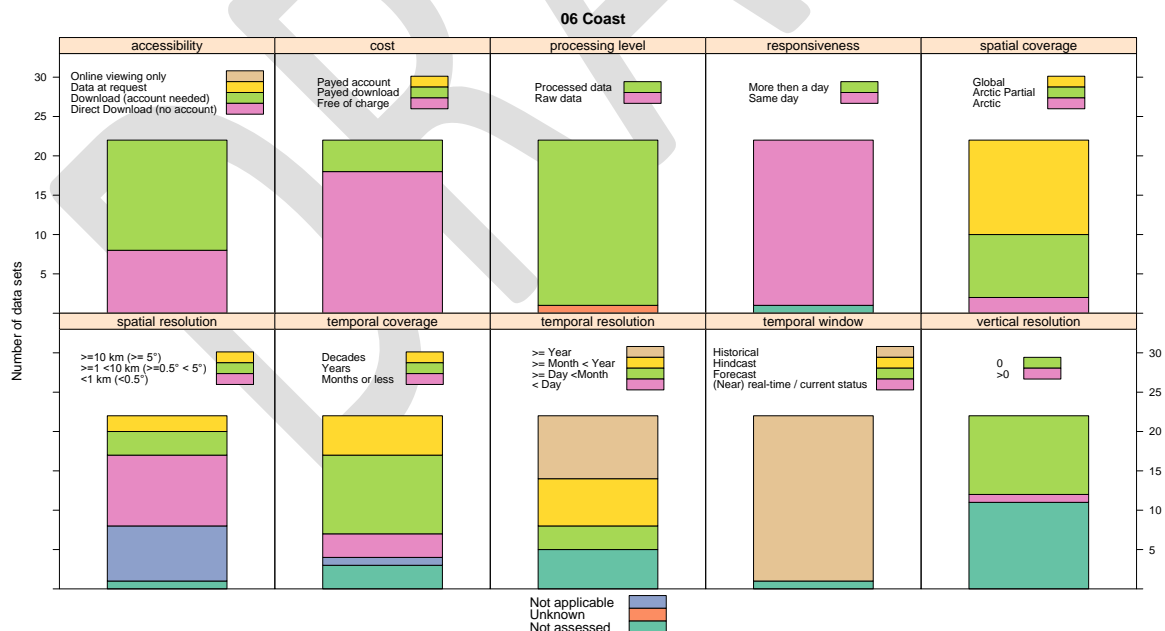 06 Coast
accessibility
cost
processing level
responsiveness
spatial coverage
Online viewing only
Data at request
Download (account needed)
Direct Download (no account)
Payed account
Payed download
Free of charge
Processed data
Raw data
More then a day
Same day
Global
Arctic Partial
Arctic
30
25
20
15
10
5
Number of data sets
spatial resolution
temporal coverage
temporal resolution
temporal window
vertical resolution
>=10 km (>= 5°)
>=1 <10 km (>=0.5° < 5°)
<1 km (<0.5°)
Decades
Years
Months or less
>= Year
>= Month < Year
>= Day <Month
< Day
Historical
Hindcast
Forecast
(Near) real-time / current status
0
>0
30
25
20
15
10
5
Not applicable
Unknown
Not assessed